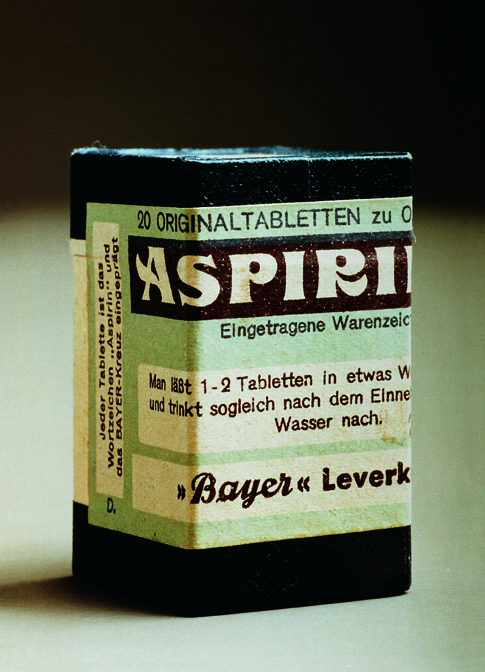 20 ORIGINALTABLETTEN zu
ASPIRI
Eingetragene Warenzeic
Man läßt 1-2 Tabletten in etwas W
und trinkt sogleich nach dem Einne
Wasser nach.
»Bayer« Leverk
Jeder Tablette ist das
Wortzeichen „Aspirin" und
das BAYER-Kreuz eingeprägt
D.